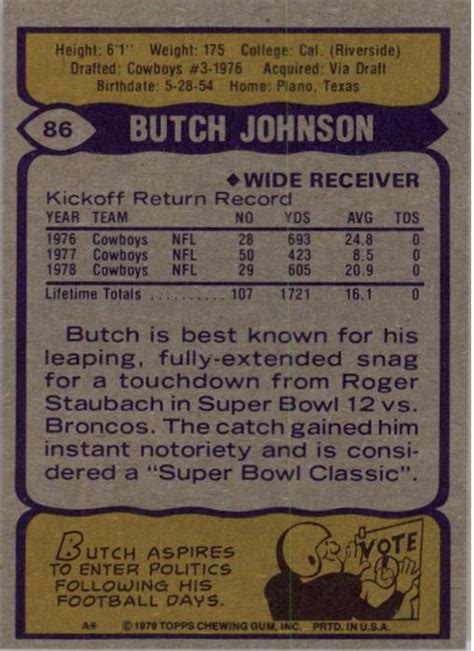 Height: 6'1" Weight: 175 College: Cal. (Riverside)
Drafted: Cowboys #3-1976 Acquired: Via Draft
Birthdate: 5-28-54 Home: Plano, Texas
86 BUTCH JOHNSON
◆WIDE RECEIVER
Kickoff Return Record
YEAR TEAM NO YDS AVG TDS
1976 Cowboys NFL 28 693 24.8 0
1977 Cowboys NFL 50 423 8.5 0
1978 Cowboys NFL 29 605 20.9 0
Lifetime Totals .......... 107 1721 16.1 0
Butch is best known for his
leaping, fully-extended snag
for a touchdown from Roger
Staubach in Super Bowl 12 vs.
Broncos. The catch gained him
instant notoriety and is consi-
dered a "Super Bowl Classic".
BUTCH ASPIRES
TO ENTER POLITICS
FOLLOWING HIS
FOOTBALL DAYS.
VOTE
A* © 1979 TOPPS CHEWING GUM, INC. PRTD. IN U.S.A.